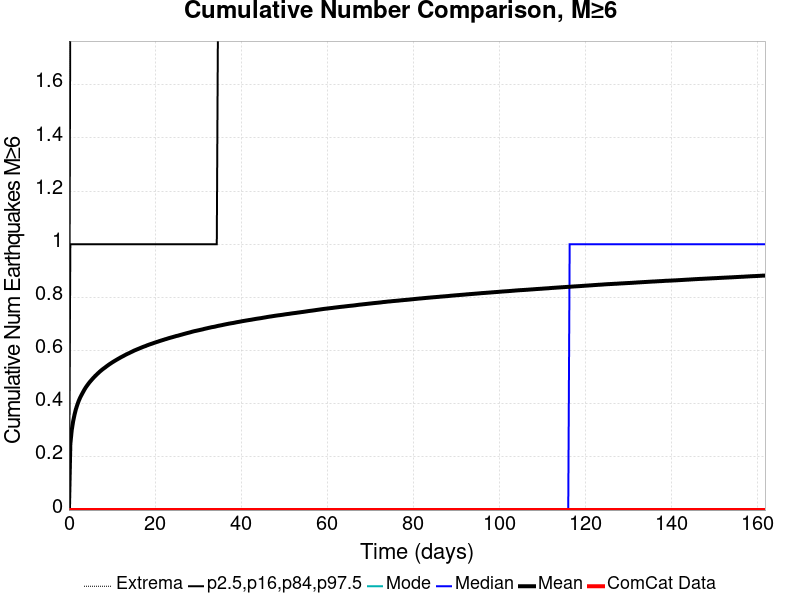 Cumulative Number Comparison, M≥6
Cumulative Num Earthquakes M≥6
1.6
1.4
1.2
1
0.8
0.6
0.4
0.2
0
0 20 40 60 80 100 120 140 160
Time (days)
Extrema p2.5,p16,p84,p97.5 Mode Median Mean ComCat Data